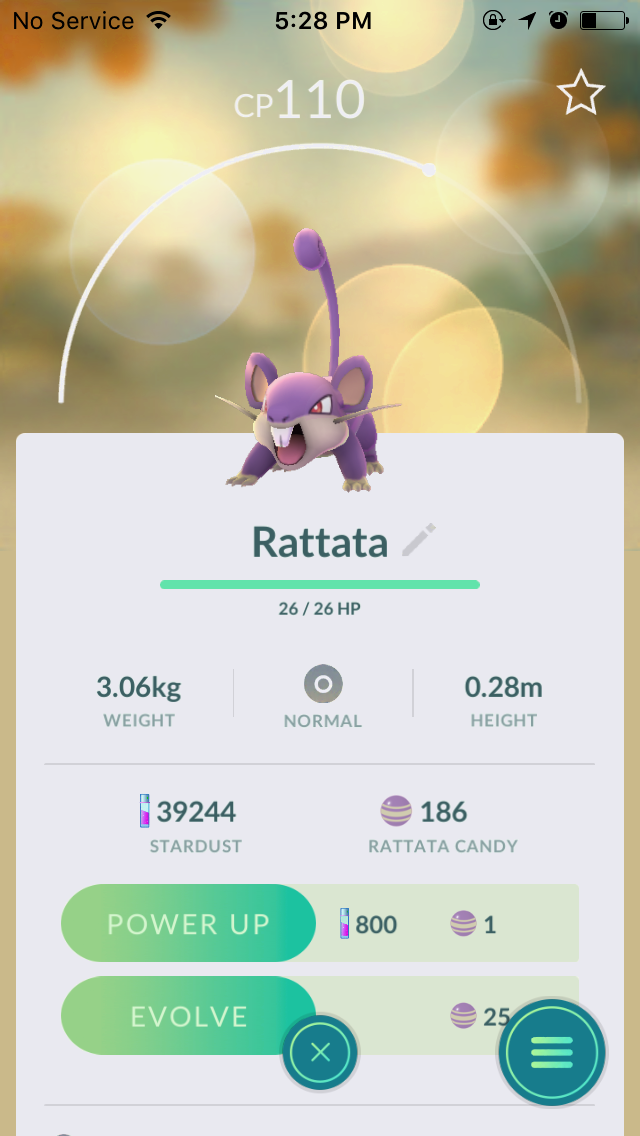 No Service 5:28 PM
CP110
Rattata
26 / 26 HP
3.06kg 0.28m
WEIGHT NORMAL HEIGHT
39244 186
STARDUST RATTATA CANDY
POWER UP 800 1
EVOLVE 25